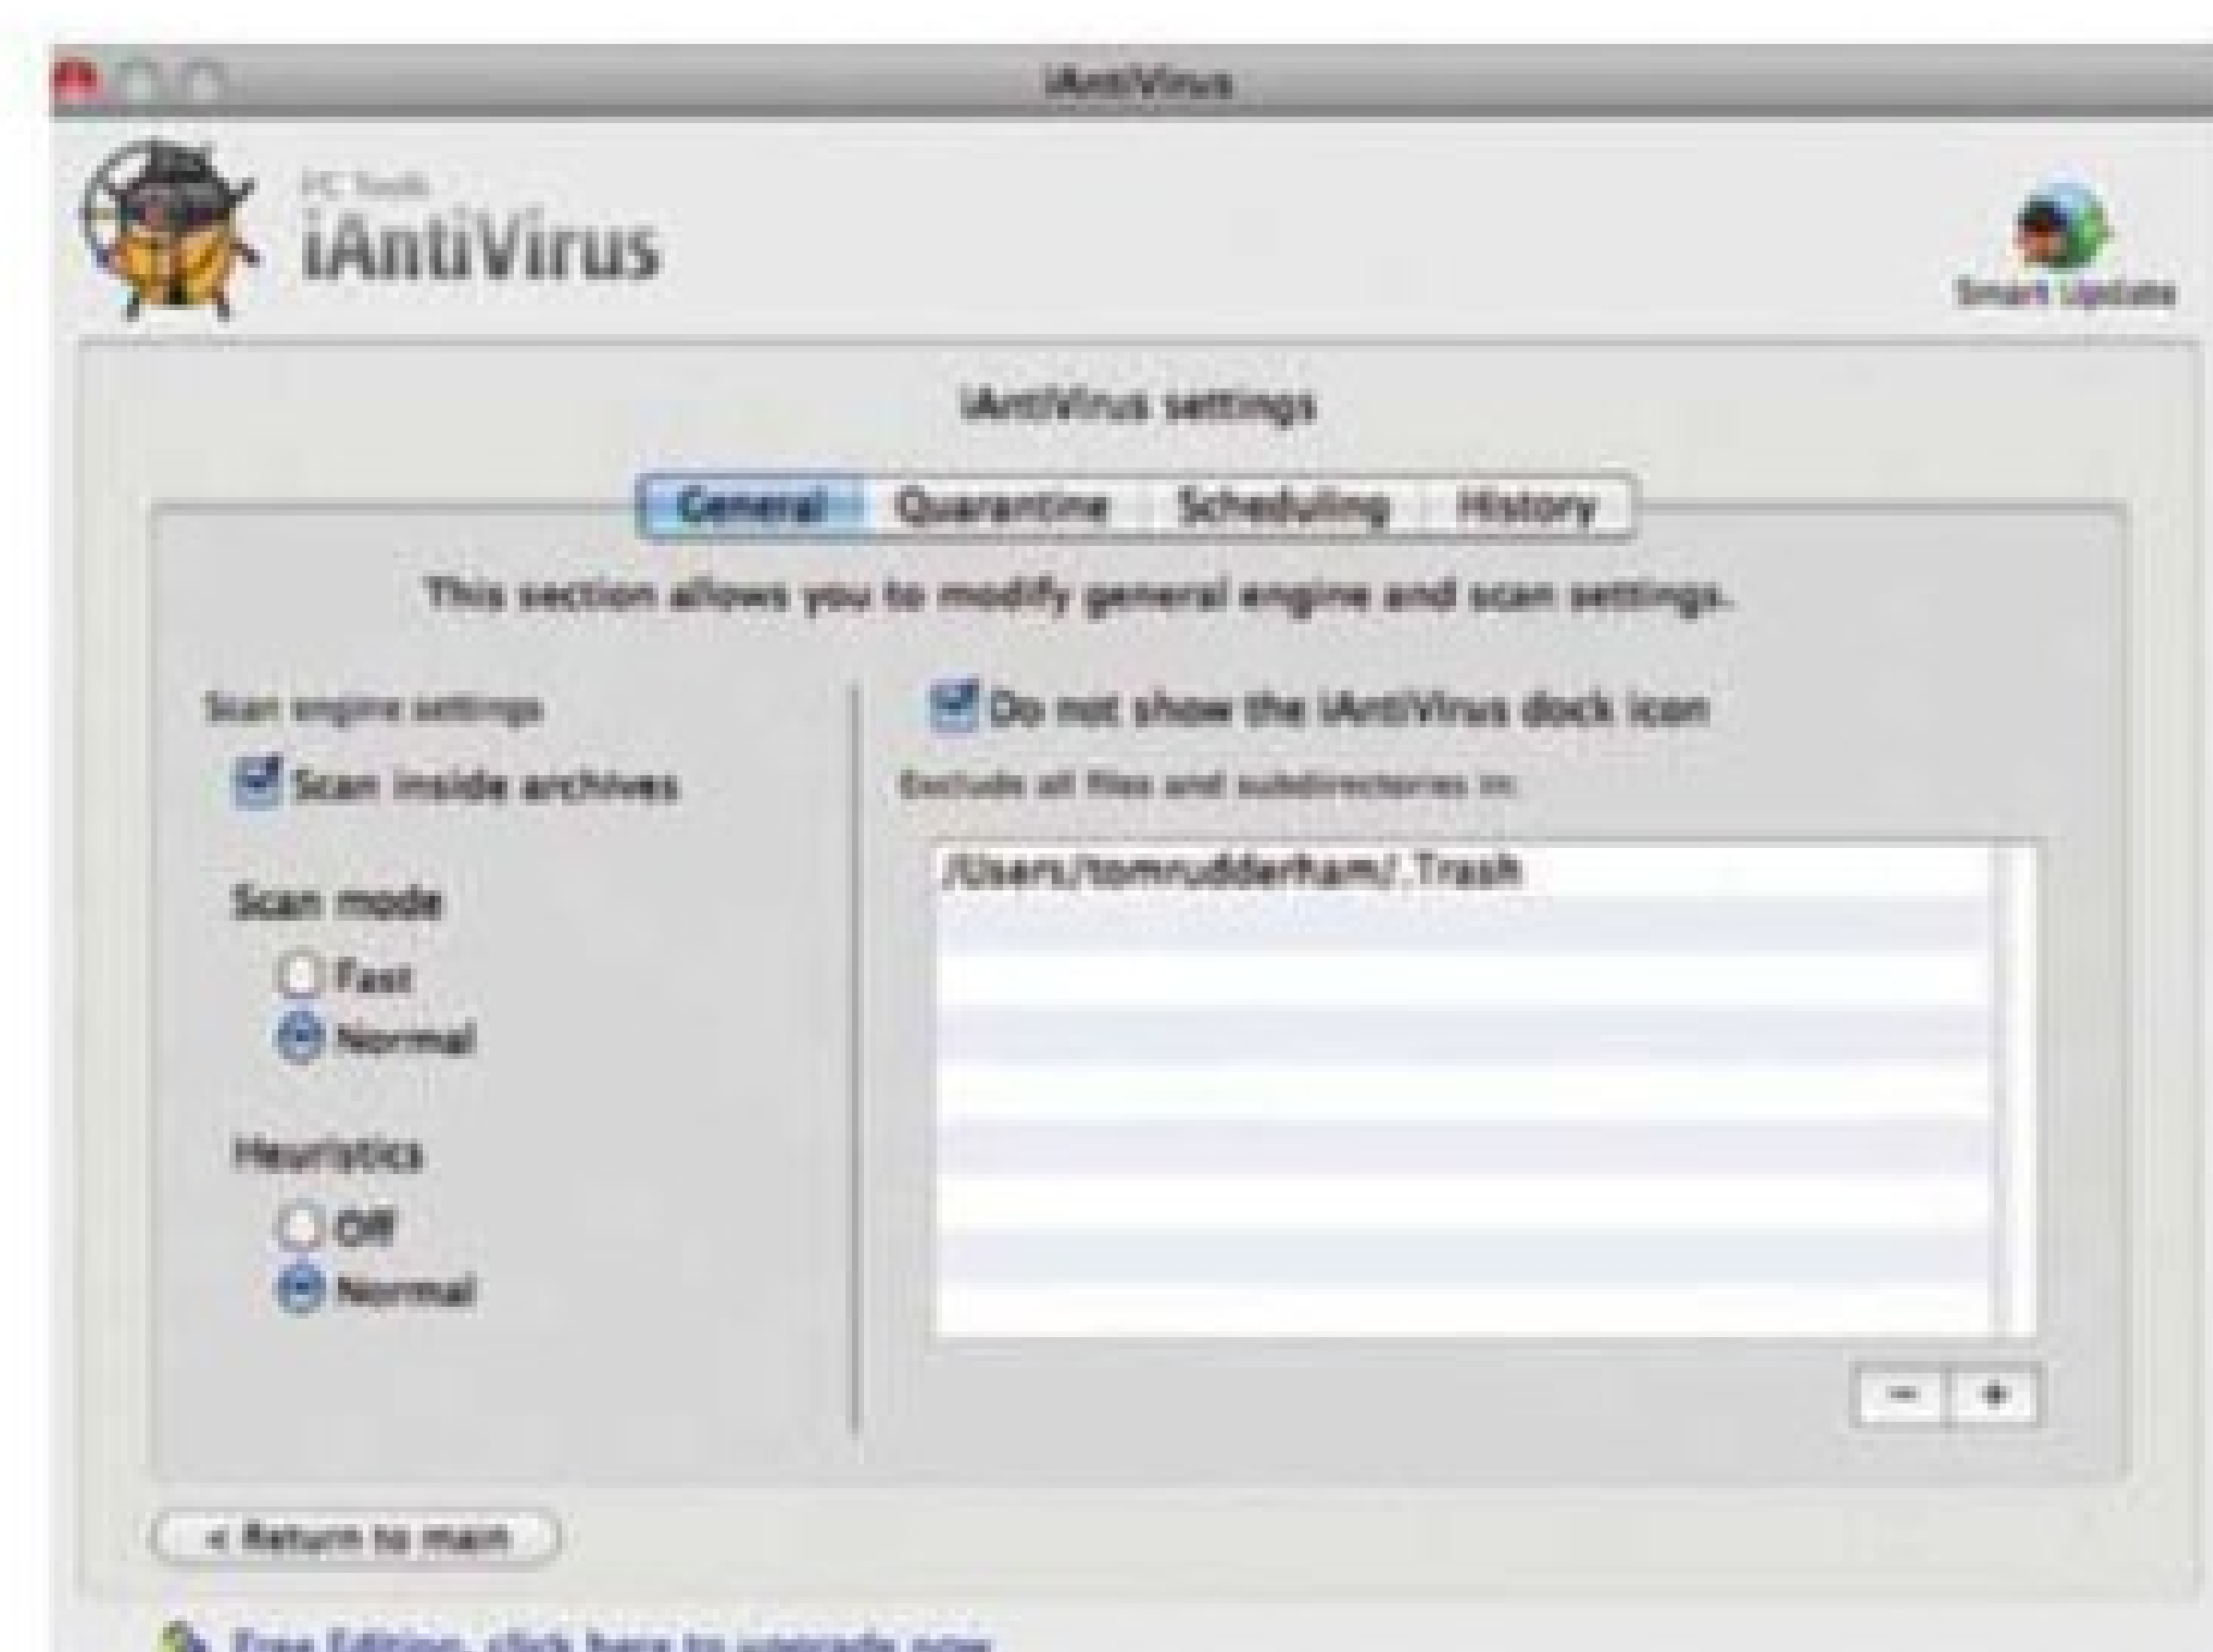 iAntiVirus
PC Tools
iAntiVirus
Smart Update
iAntiVirus settings
General Quarantine Scheduling History
This section allows you to modify general engine and scan settings.
Scan engine settings
Scan inside archives
Scan mode
Fast
Normal
Heuristics
Off
Normal
Do not show the iAntiVirus dock icon
Exclude all files and subdirectories in:
/Users/tomrudderham/.Trash
- +
< Return to main
Free Edition, click here to upgrade now